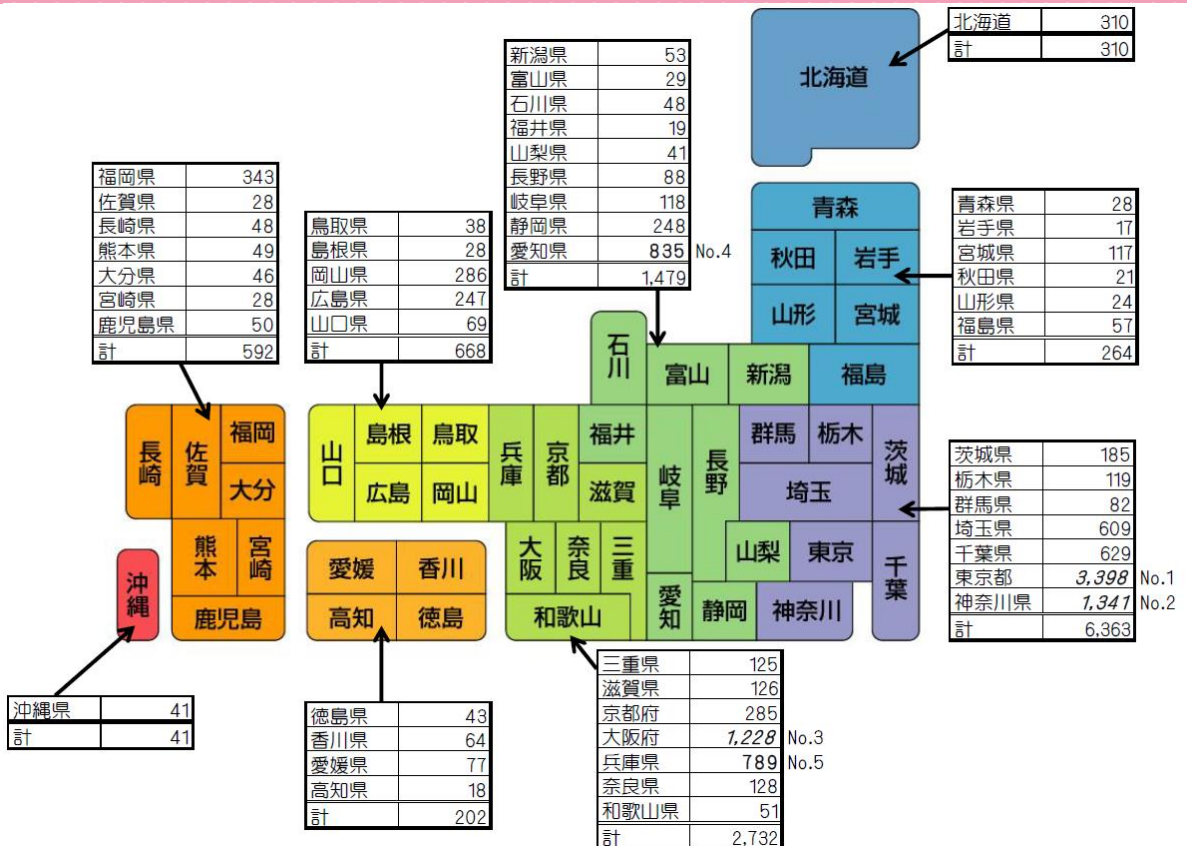 北海道 310
計 310
新潟県 53
富山県 29
石川県 48
福井県 19
山梨県 41
長野県 88
岐阜県 118
静岡県 248
愛知県 835 No.4
計 1,479
福岡県 343
佐賀県 28
長崎県 48
熊本県 49
大分県 46
宮崎県 28
鹿児島県 50
計 592
鳥取県 38
島根県 28
岡山県 286
広島県 247
山口県 69
計 668
青森県 28
岩手県 17
宮城県 117
秋田県 21
山形県 24
福島県 57
計 264
北海道
青森
秋田 岩手
山形 宮城
石川 富山 新潟 福島
長崎 佐賀 福岡
大分
熊本 宮崎
鹿児島
沖縄
山口 島根 鳥取 兵庫 京都 福井 岐阜 長野 群馬 栃木 茨城
広島 岡山 滋賀 埼玉
愛媛 香川 大阪 奈良 三重 山梨 東京 千葉
高知 徳島 和歌山 愛知 静岡 神奈川
茨城県 185
栃木県 119
群馬県 82
埼玉県 609
千葉県 629
東京都 3,398 No.1
神奈川県 1,341 No.2
計 6,363
沖縄県 41
計 41
徳島県 43
香川県 64
愛媛県 77
高知県 18
計 202
三重県 125
滋賀県 126
京都府 285
大阪府 1,228 No.3
兵庫県 789 No.5
奈良県 128
和歌山県 51
計 2,732